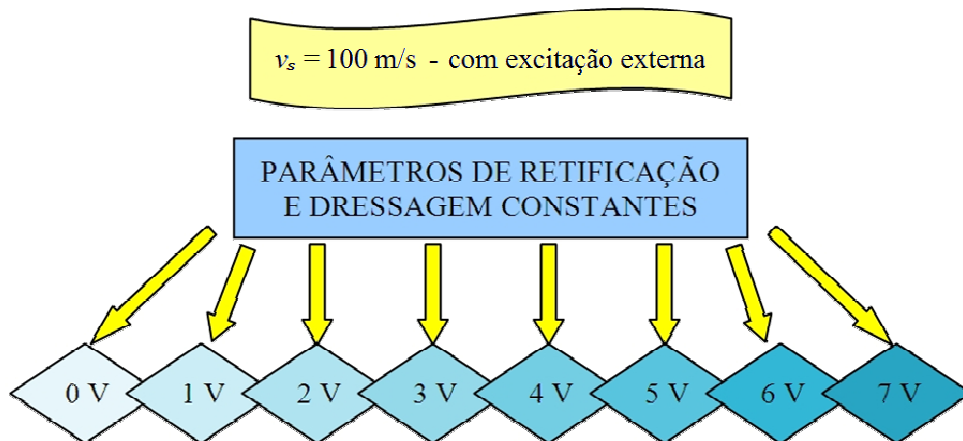 vs = 100 m/s - com excitação externa
PARÂMETROS DE RETIFICAÇÃO
E DRESSAGEM CONSTANTES
0 V 1 V 2 V 3 V 4 V 5 V 6 V 7 V